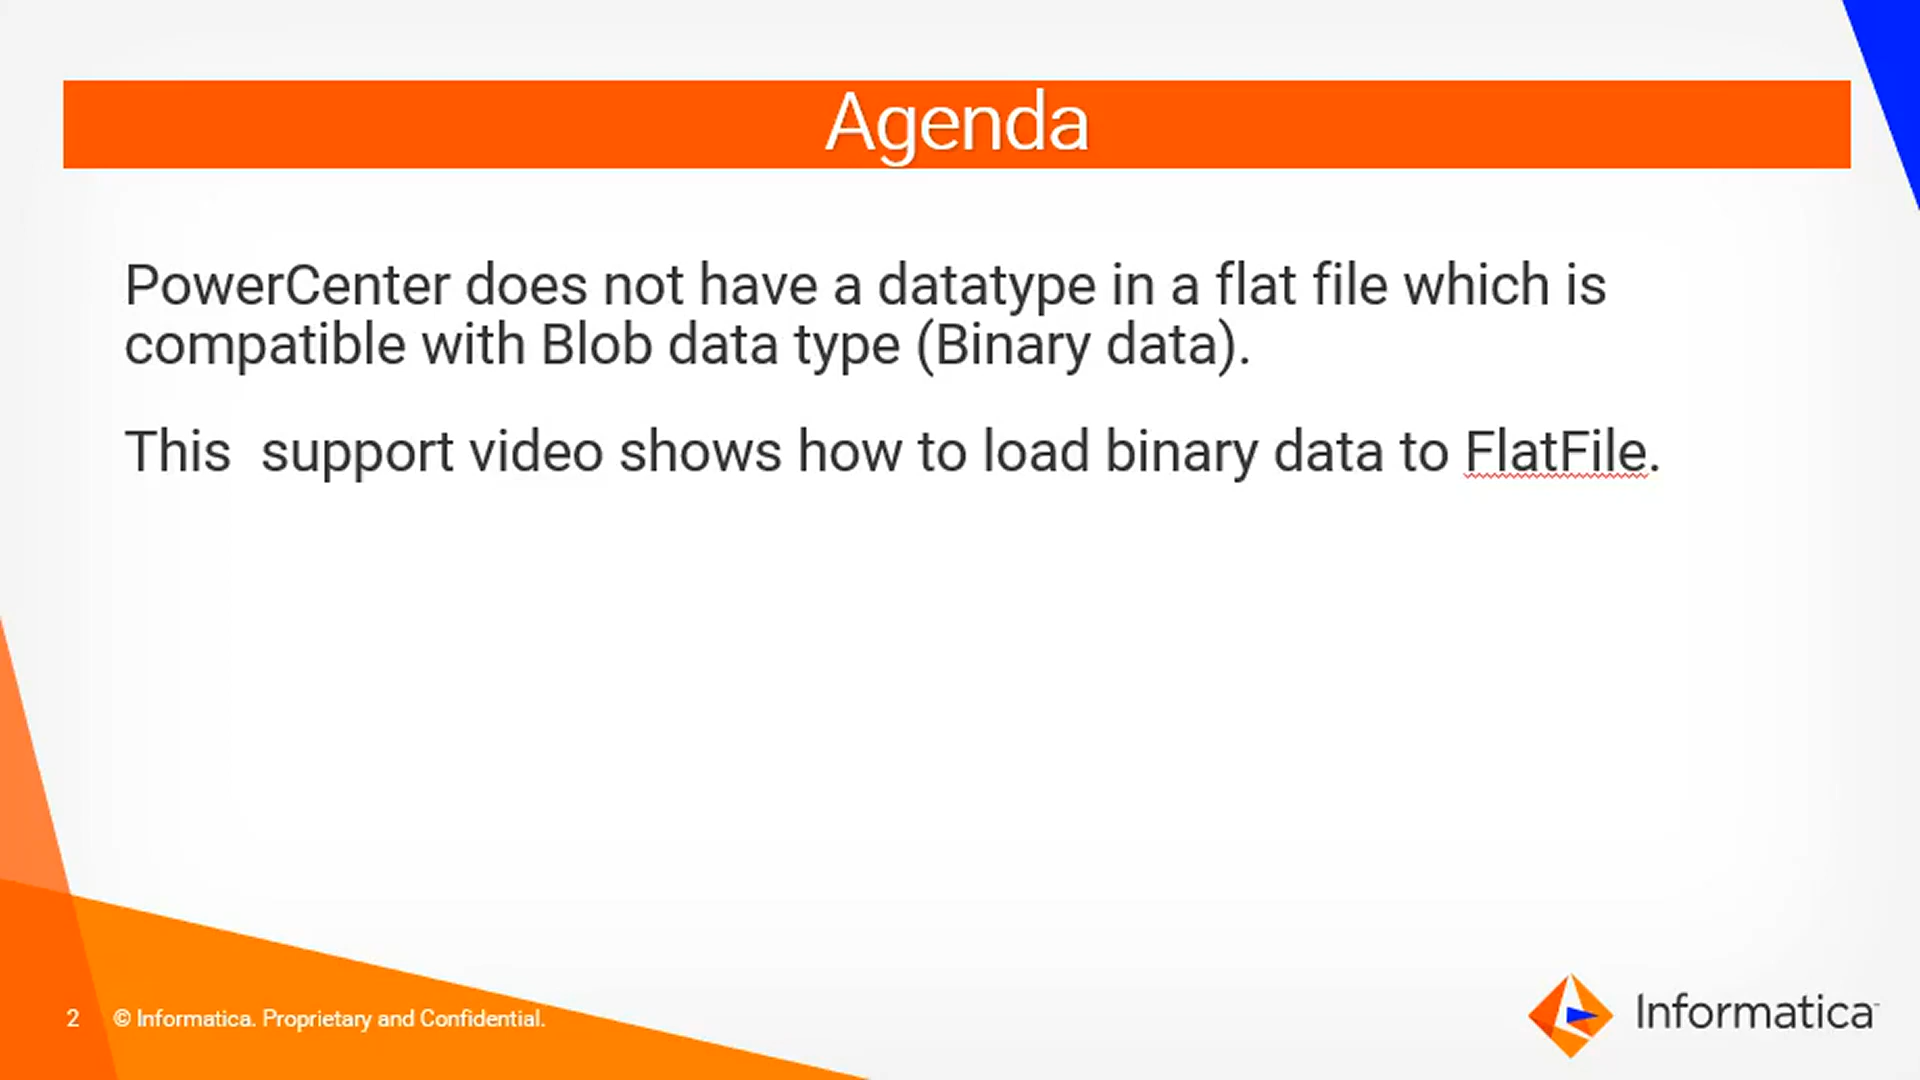 Agenda
PowerCenter does not have a datatype in a flat file which is
compatible with Blob data type (Binary data).
This  support video shows how to load binary data to FlatFile.
2 © Informatica. Proprietary and Confidential.
Informatica™